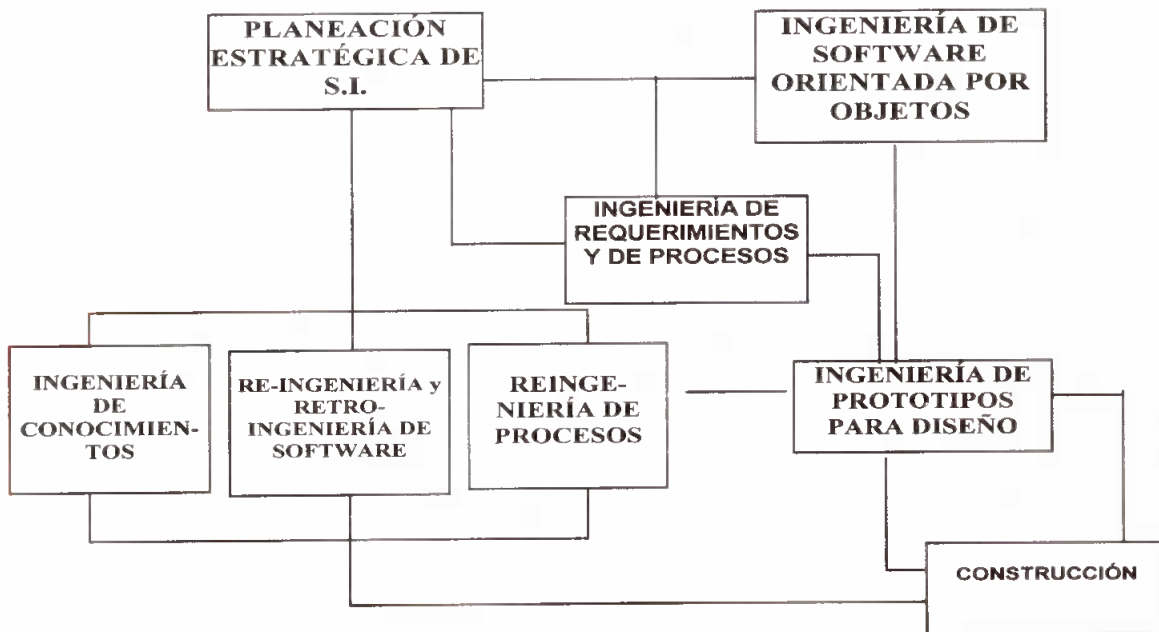 PLANEACIÓN
ESTRATÉGICA DE
S.I.
INGENIERÍA DE
SOFTWARE
ORIENTADA POR
OBJETOS
INGENIERÍA DE
REQUERIMIENTOS
Y DE PROCESOS
INGENIERÍA
DE
CONOCIMIEN-
TOS
RE-INGENIERÍA y
RETRO-
INGENIERÍA DE
SOFTWARE
REINGE-
NIERÍA DE
PROCESOS
INGENIERÍA DE
PROTOTIPOS
PARA DISEÑO
CONSTRUCCIÓN